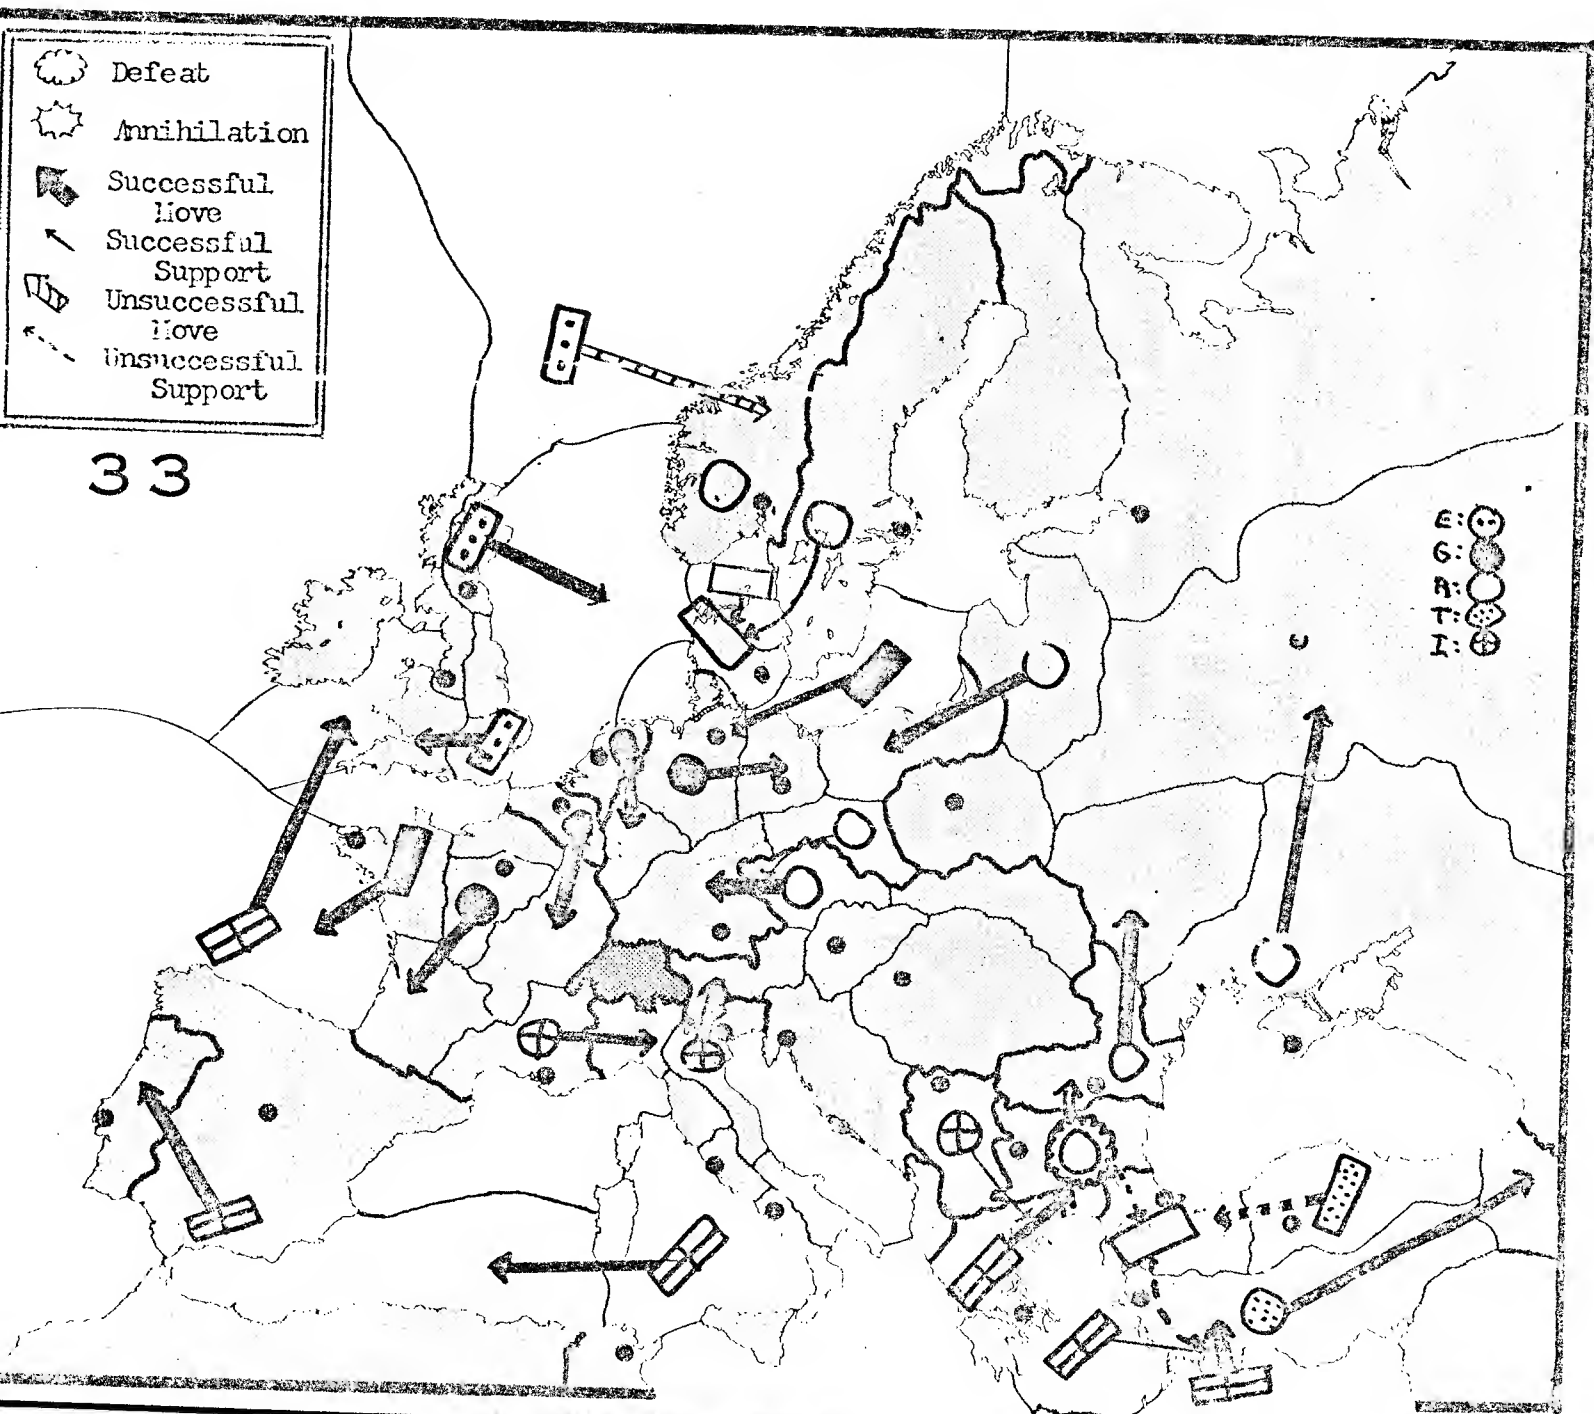 Defeat
Annihilation
Successful
Move
Successful
Support
Unsuccessful
Move
Unsuccessful
Support
33
E:
G:
R:
T:
I: